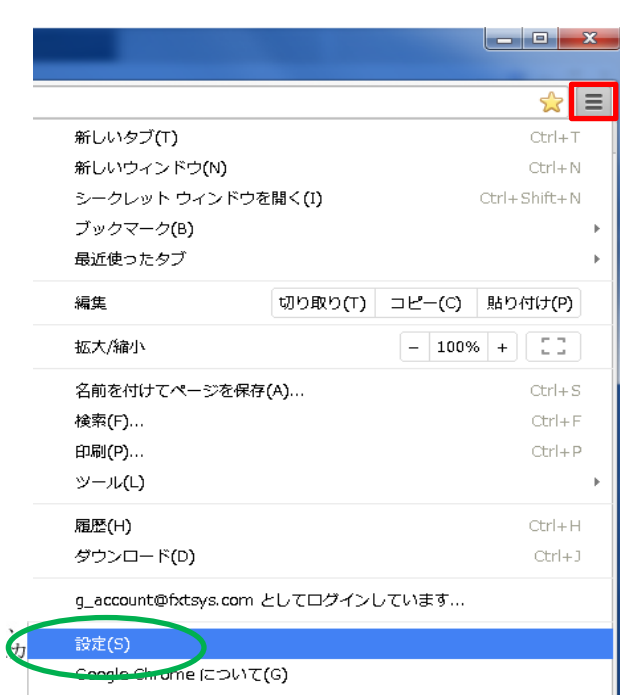 新しいタブ(T) Ctrl+T
新しいウィンドウ(N) Ctrl+N
シークレット ウィンドウを開く(I) Ctrl+Shift+N
ブックマーク(B)
最近使ったタブ
編集 切り取り(T) コピー(C) 貼り付け(P)
拡大/縮小 － 100% +
名前を付けてページを保存(A)... Ctrl+S
検索(F)... Ctrl+F
印刷(P)... Ctrl+P
ツール(L)
履歴(H) Ctrl+H
ダウンロード(D) Ctrl+J
g_account@fxtsys.com としてログインしています...
設定(S)
Google Chrome について(G)